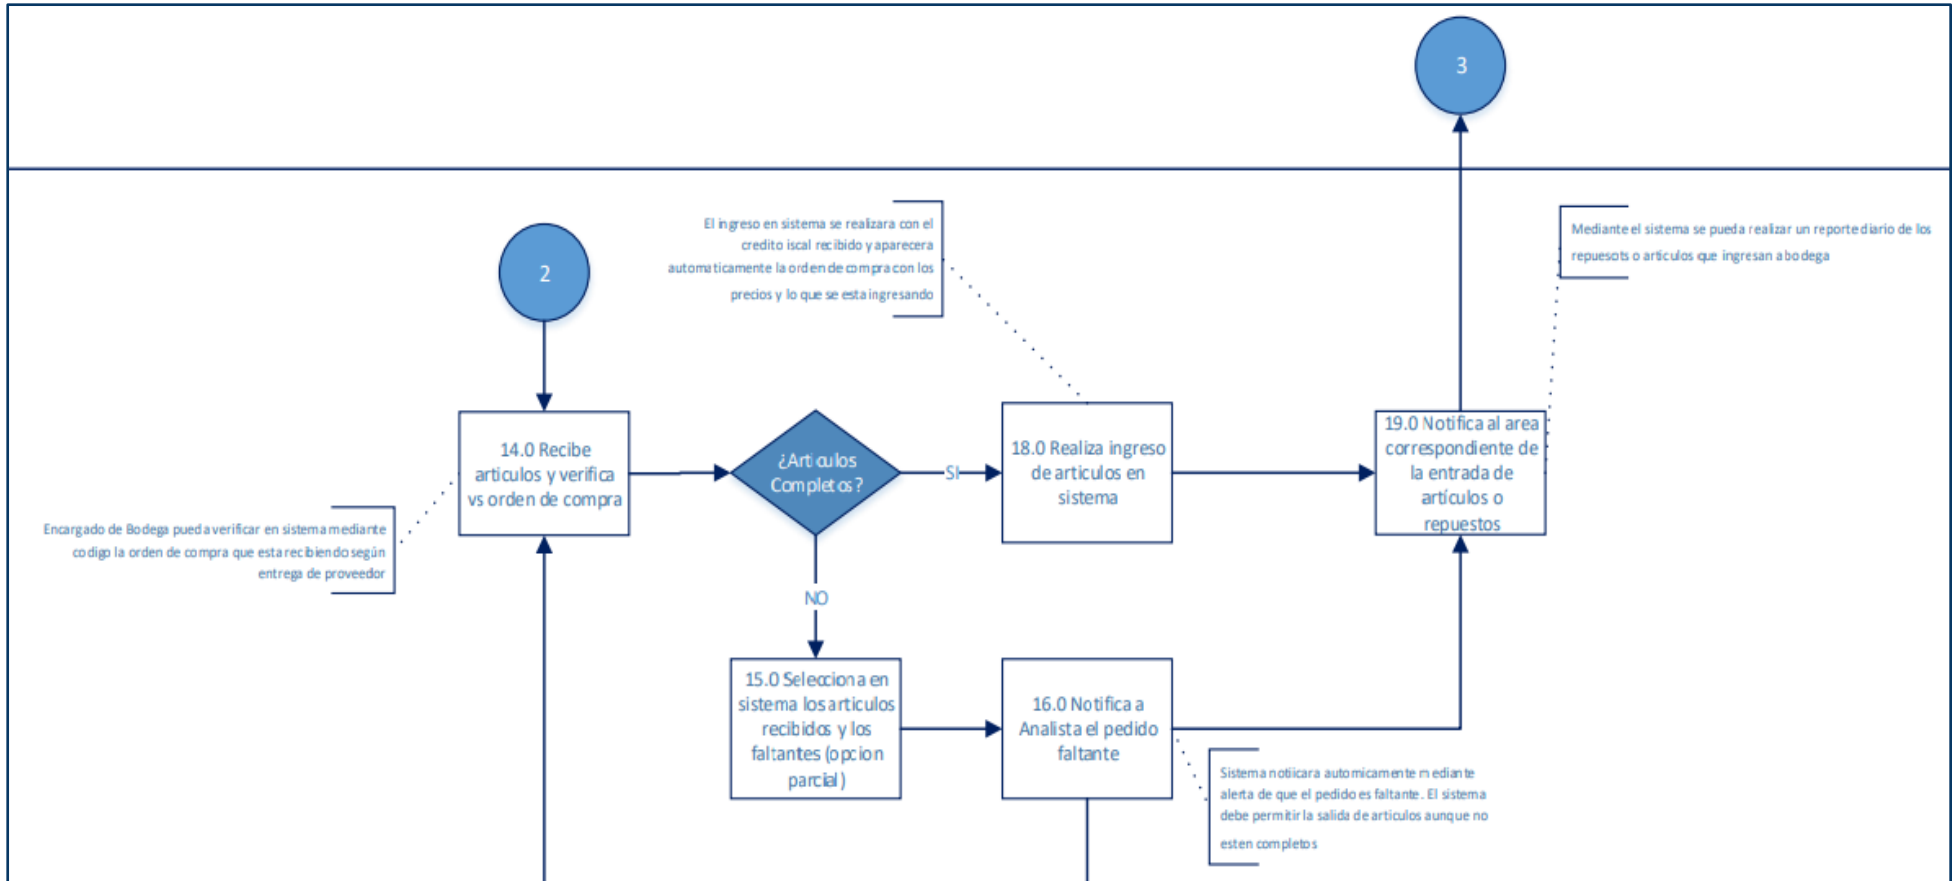 3
El ingreso en sistema se realizara con el
credito iscal recibido y aparecera
automaticamente la orden de compra con los
precios y lo que se esta ingresando
Mediante el sistema se pueda realizar un reporte diario de los
repuesots o articulos que ingresan a bodega
2
14.0 Recibe
articulos y verifica
vs orden de compra
¿Articulos
Completos?
SI
18.0 Realiza ingreso
de articulos en
sistema
19.0 Notifica al area
correspondiente de
la entrada de
artículos o
repuestos
Encargado de Bodega pueda verificar en sistema mediante
codigo la orden de compra que esta recibiendo según
entrega de proveedor
NO
15.0 Selecciona en
sistema los articulos
recibidos y los
faltantes (opcion
parcial)
16.0 Notifica a
Analista el pedido
faltante
Sistema notiicara automicamente mediante
alerta de que el pedido es faltante. El sistema
debe permitir la salida de articulos aunque no
esten completos